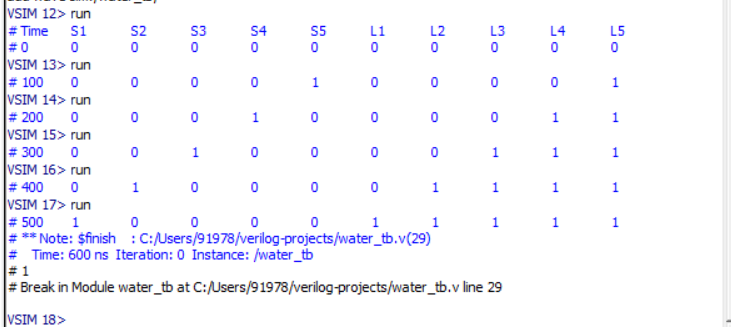 VSIM 12> run
# Time S1 S2 S3 S4 S5 L1 L2 L3 L4 L5
# 0 0 0 0 0 0 0 0 0 0 0
VSIM 13> run
# 100 0 0 0 0 1 0 0 0 0 1
VSIM 14> run
# 200 0 0 0 1 0 0 0 0 1 1
VSIM 15> run
# 300 0 0 1 0 0 0 0 1 1 1
VSIM 16> run
# 400 0 1 0 0 0 0 1 1 1 1
VSIM 17> run
# 500 1 0 0 0 0 1 1 1 1 1
# ** Note: $finish : C:/Users/91978/verilog-projects/water_tb.v(29)
# Time: 600 ns Iteration: 0 Instance: /water_tb
# 1
# Break in Module water_tb at C:/Users/91978/verilog-projects/water_tb.v line 29
VSIM 18>